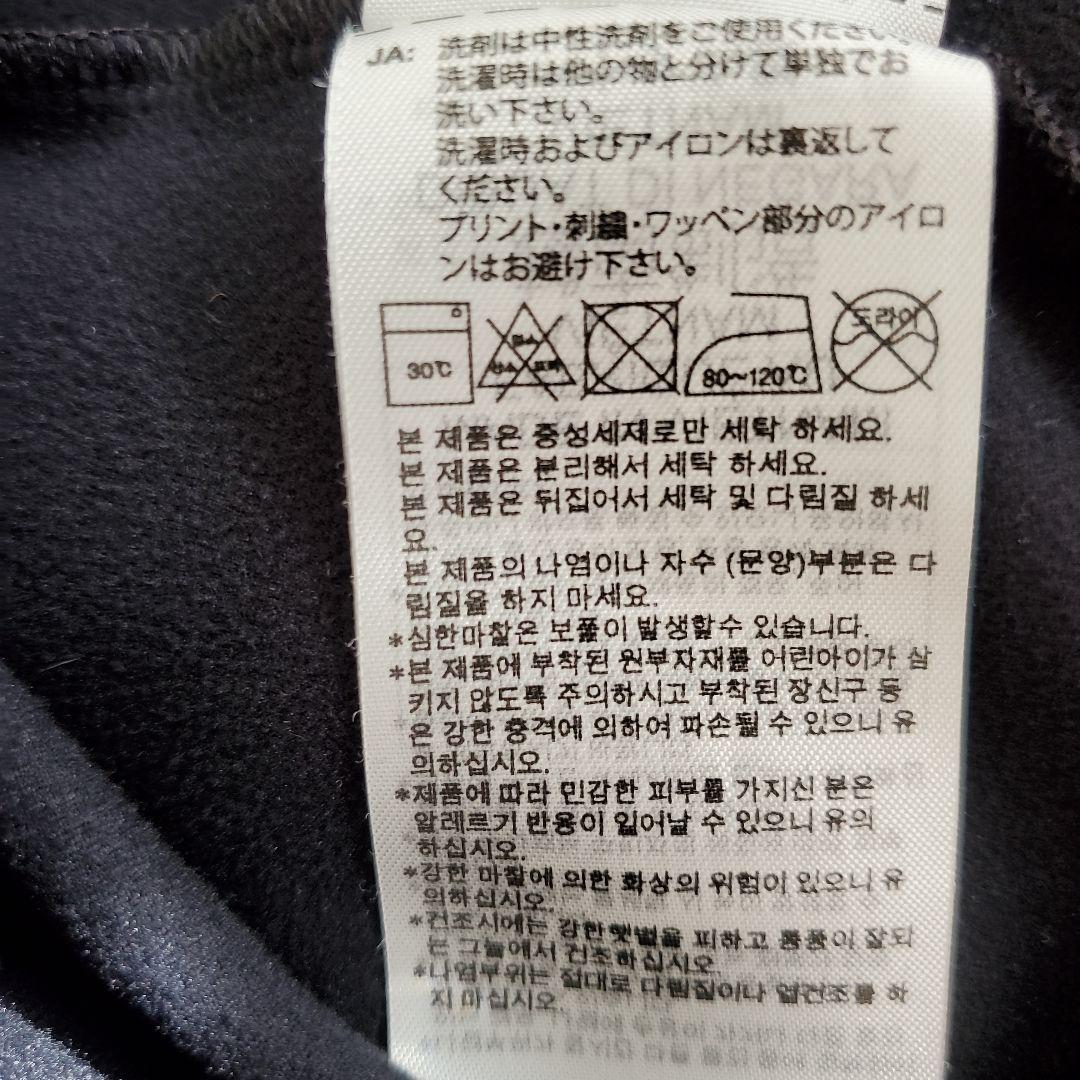 JA: 洗剤は中性洗剤をご使用ください。
洗濯時は他の物と分けて単独でお
洗い下さい。
洗濯時およびアイロンは裏返して
ください。
プリント・刺繍・ワッペン部分のアイロ
ンはお避け下さい。
30℃
80~120℃
드라이
본 제품은 중성세재로만 세탁 하세요.
본 제품은 분리해서 세탁 하세요.
본 제품은 뒤집어서 세탁 및 다림질 하세
요.
본 제품의 나염이나 자수 (문양)부분은 다
림질을 하지 마세요.
*심한마찰은 보풀이 발생할수 있습니다.
*본 제품에 부착된 원부자재를 어린아이가 삼
키지 않도록 주의하시고 부착된 장신구 등
은 강한 충격에 의하여 파손될 수 있으니 유
의하십시오.
*제품에 따라 민감한 피부를 가지신 분은
알레르기 반응이 일어날 수 있으니 유의
하십시오.
*강한 마찰에 의한 화상의 위험이 있으니 유
의하십시오.
*건조시에는 강한햇볕을 피하고 통풍이 잘되
는 그늘에서 건조하십시오
*나염부위는 절대로 다림질이나 열건조를 하
지 마십시오.